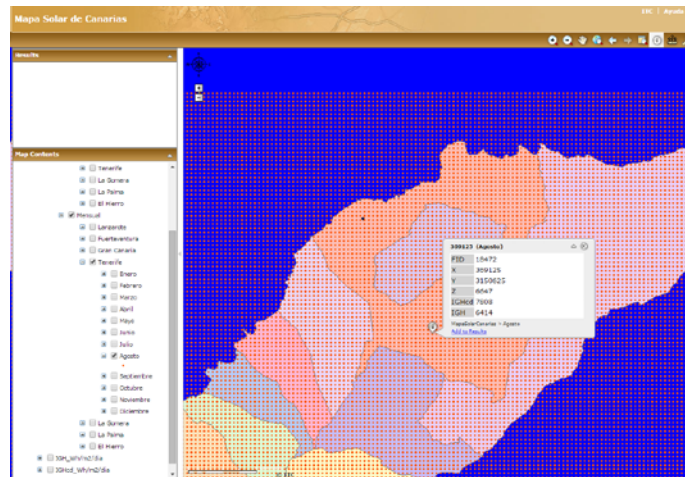 Mapa Solar de Canarias
ITC | Ayuda
Results
Map Contents
Tenerife
La Gomera
La Palma
El Hierro
Mensual
Lanzarote
Fuerteventura
Gran Canaria
Tenerife
Enero
Febrero
Marzo
Abril
Mayo
Junio
Julio
Agosto
Septiembre
Octubre
Noviembre
Diciembre
La Gomera
La Palma
El Hierro
IGH_Wh/m2/dia
IGHcd_Wh/m2/dia
(Agosto)
FID 18472
X 369125
Y 3150625
Z 6647
IGHcd 7808
IGH 6414
MapaSolarCanarias > Agosto
Add to Results